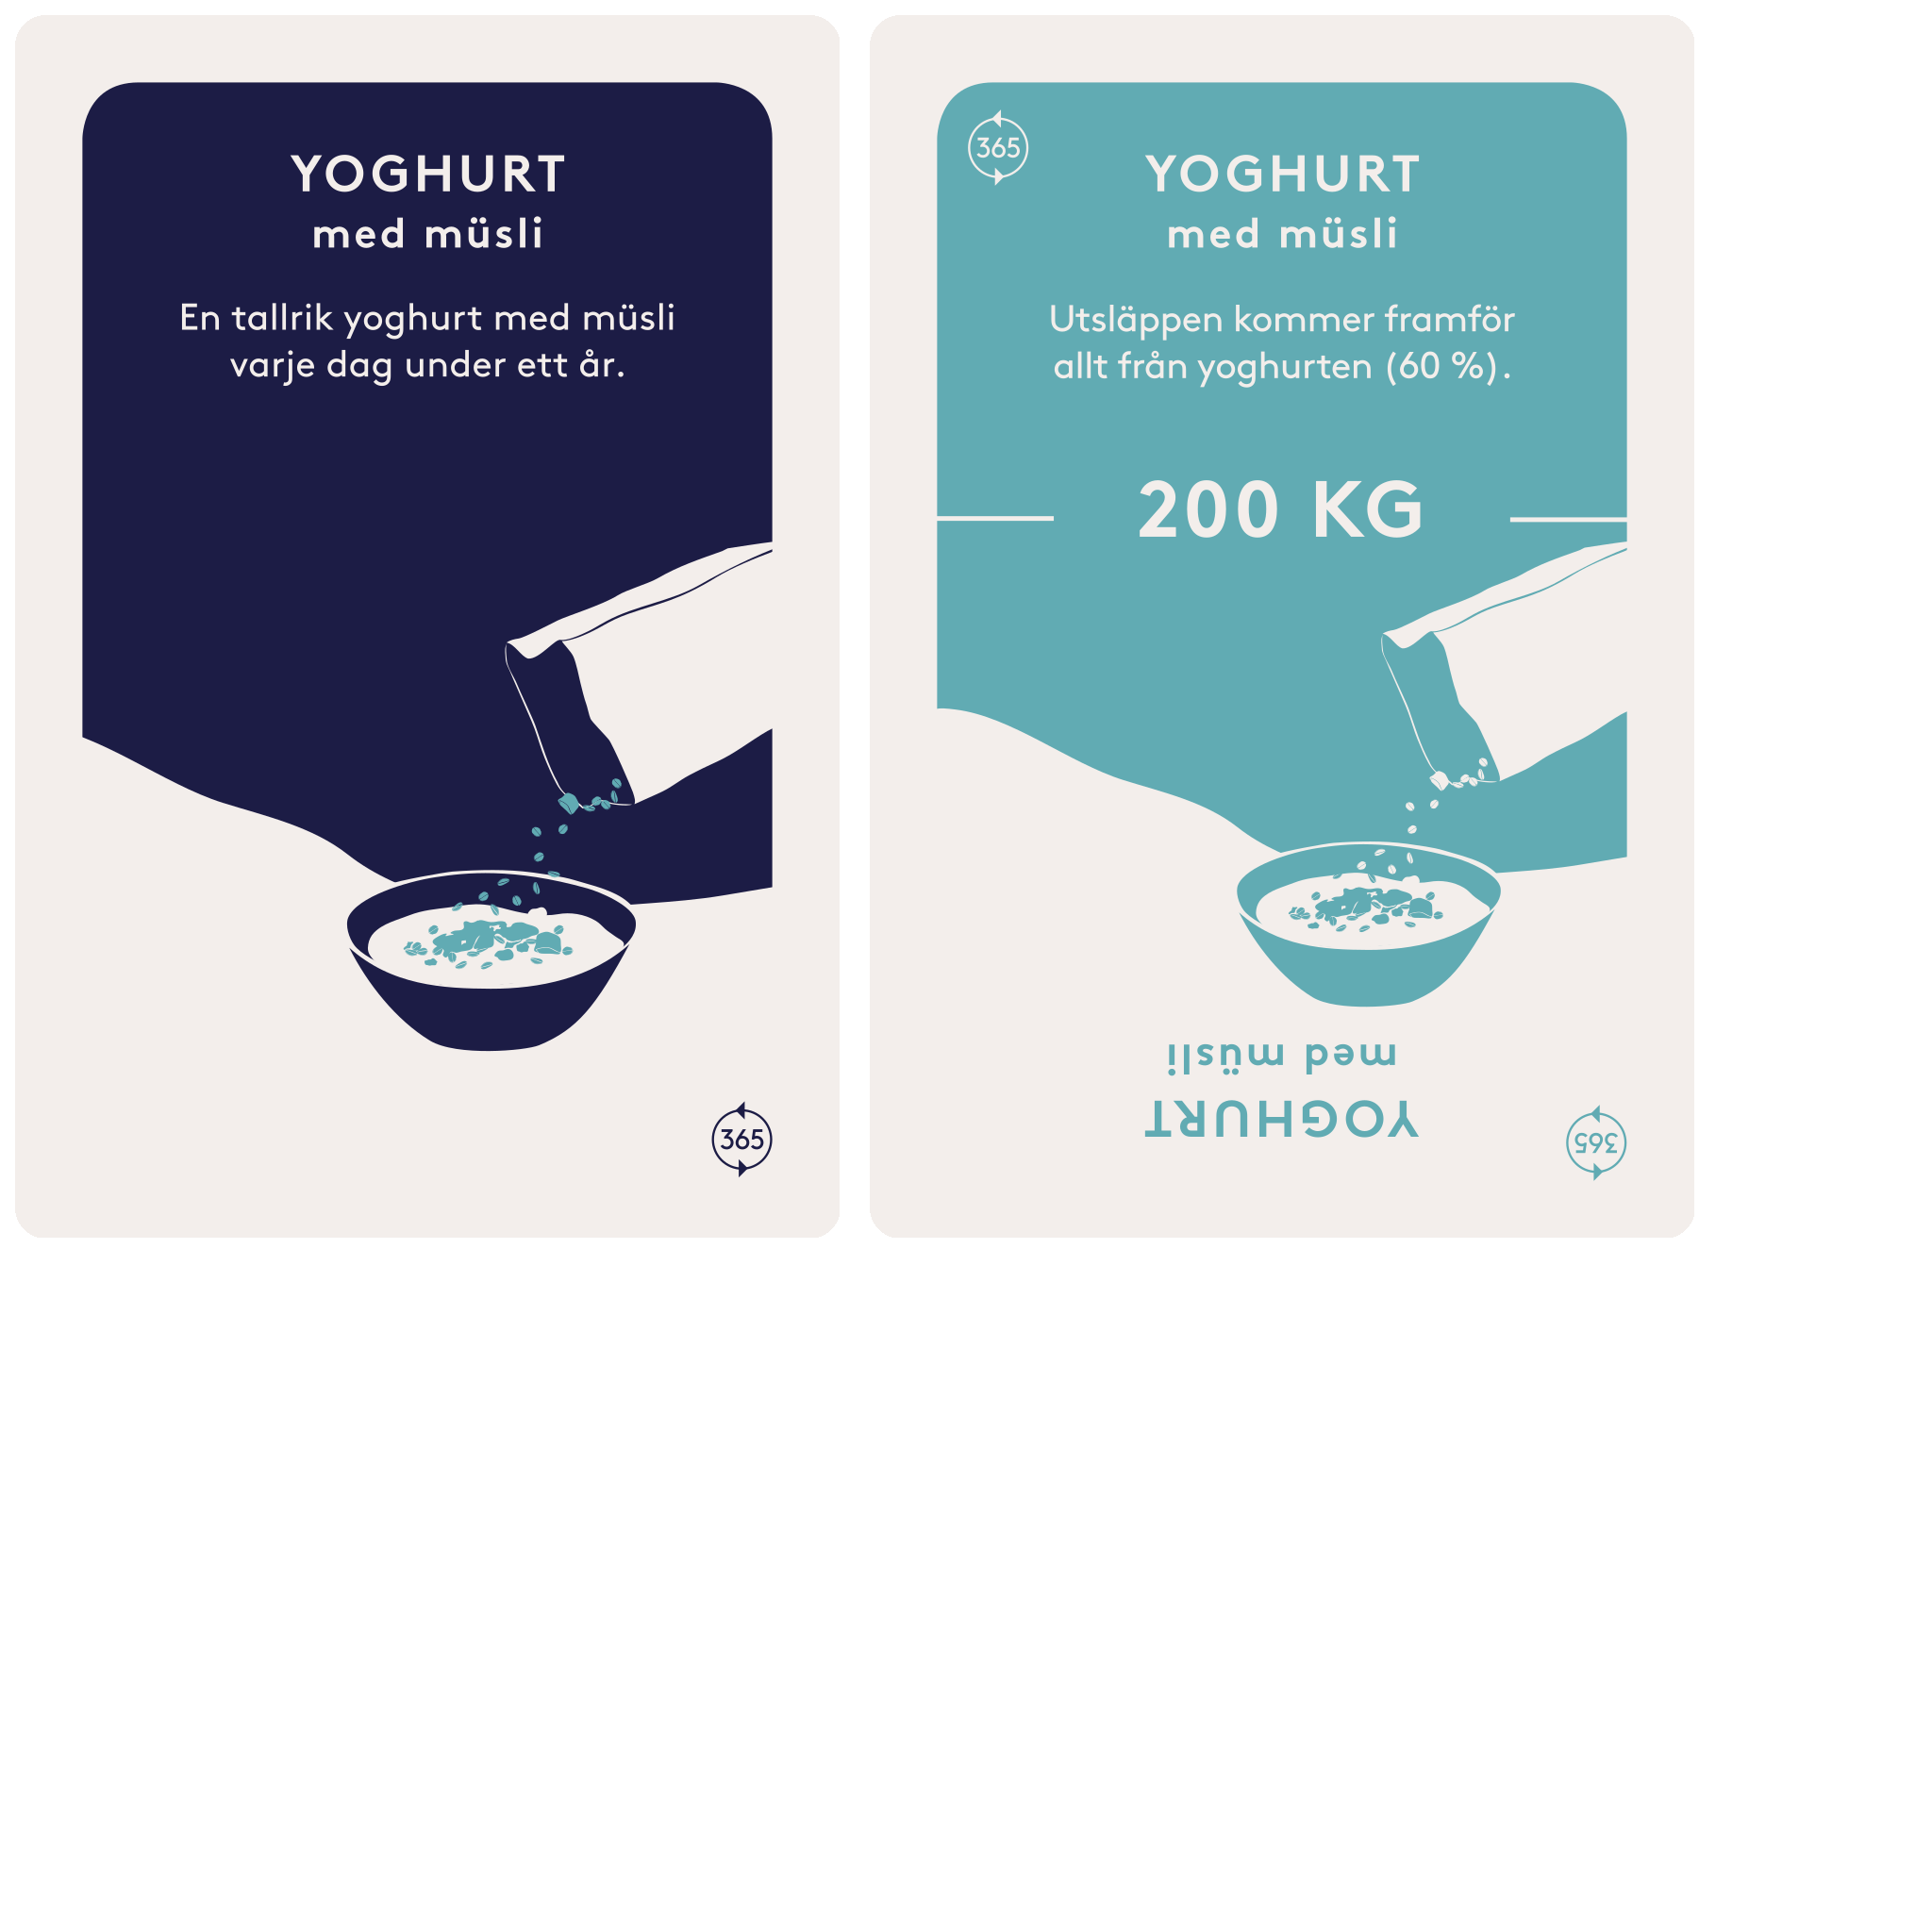 YOGHURT
med müsli
En tallrik yoghurt med müsli
varje dag under ett år.
365
365
YOGHURT
med müsli
Utsläppen kommer framför
allt från yoghurten (60 %).
200 KG
med müsli
YOGHURT
365